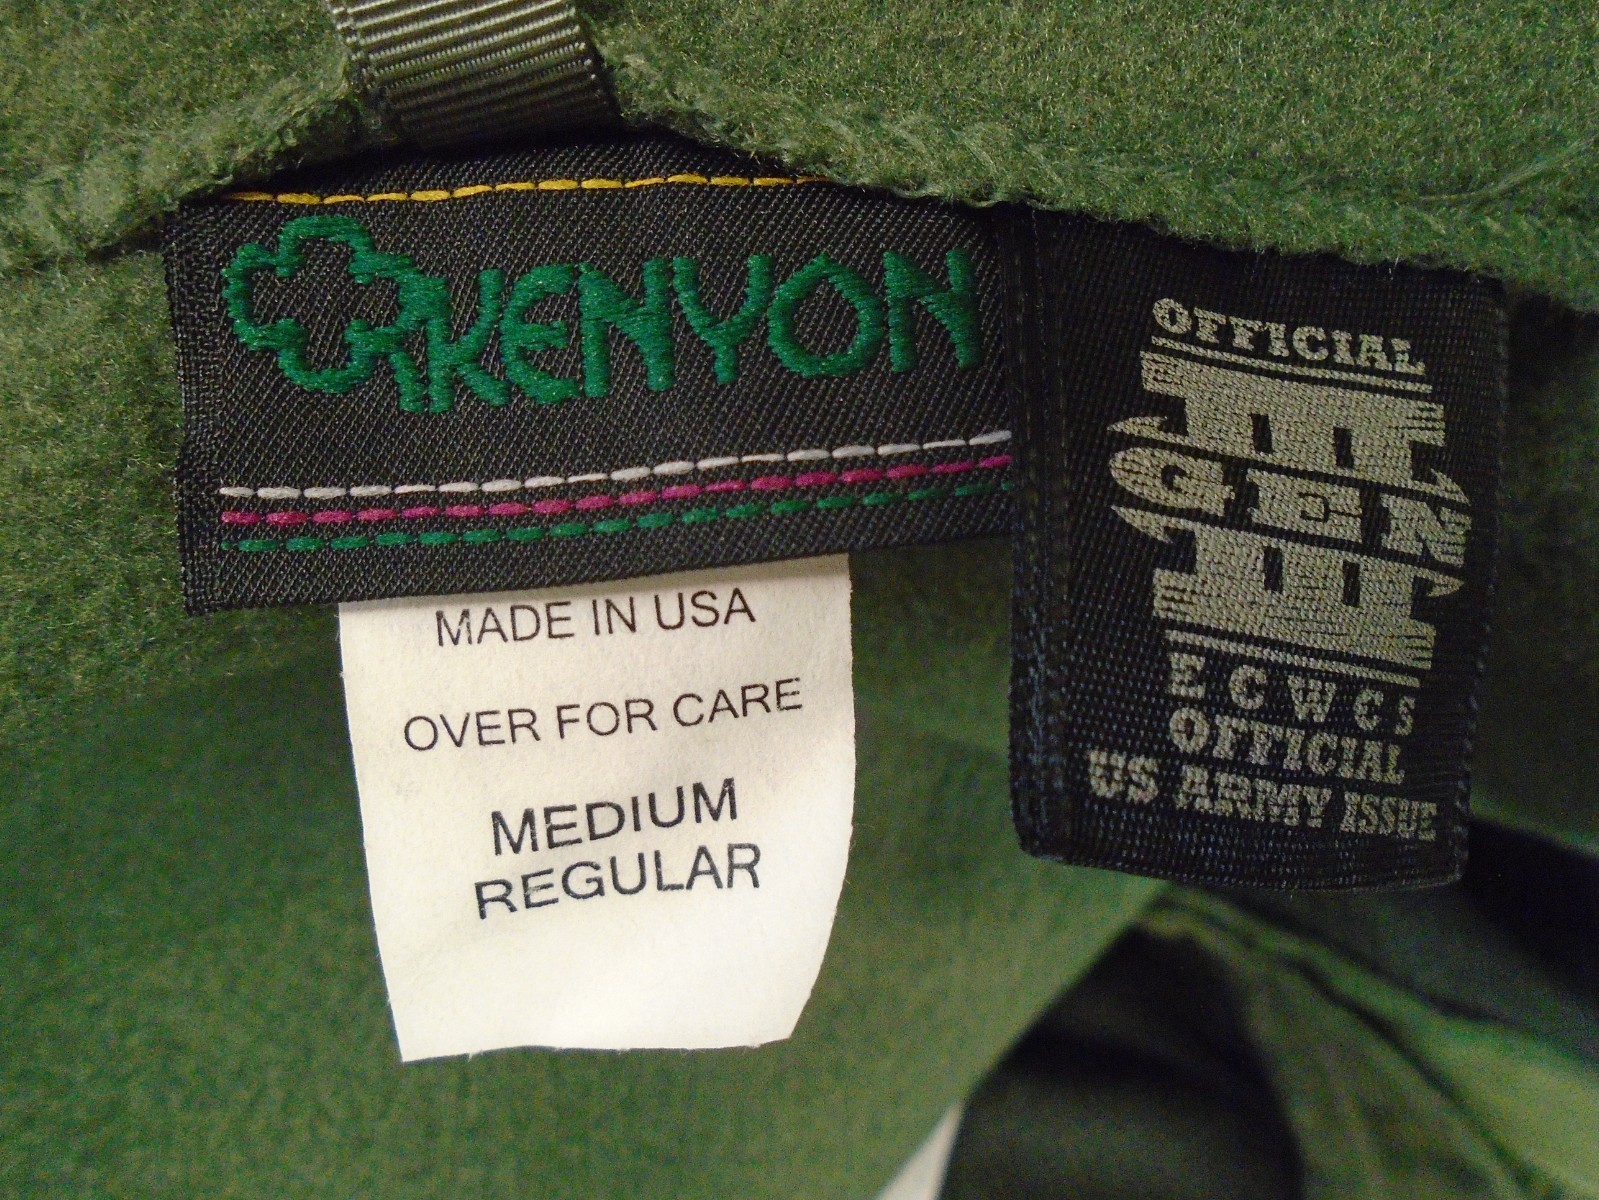 KENYON
MADE IN USA
OVER FOR CARE
MEDIUM
REGULAR
OFFICIAL
GEN
ECWCS
OFFICIAL
US ARMY ISSUE